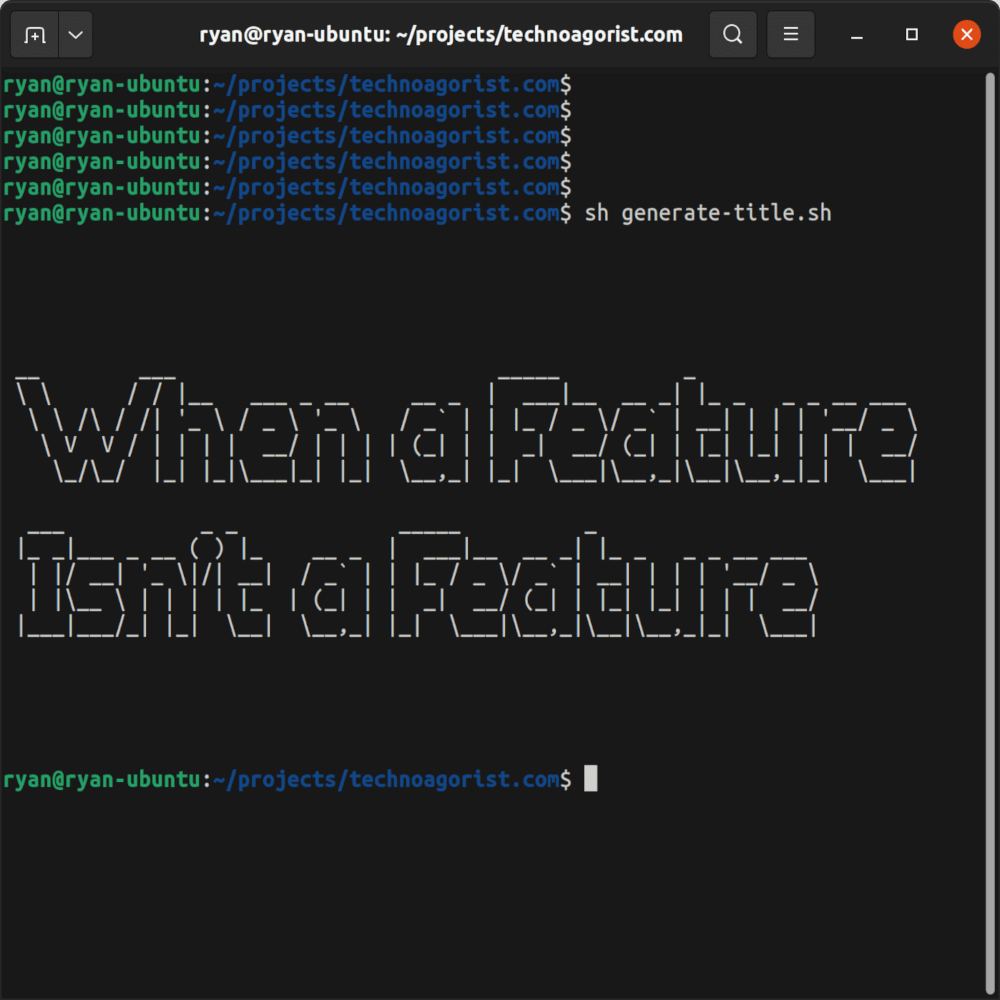 ryan@ryan-ubuntu: ~/projects/technoagorist.com
ryan@ryan-ubuntu:~/projects/technoagorist.com$
ryan@ryan-ubuntu:~/projects/technoagorist.com$
ryan@ryan-ubuntu:~/projects/technoagorist.com$
ryan@ryan-ubuntu:~/projects/technoagorist.com$
ryan@ryan-ubuntu:~/projects/technoagorist.com$
ryan@ryan-ubuntu:~/projects/technoagorist.com$ sh generate-title.sh
When a Feature
Isn't a Feature
ryan@ryan-ubuntu:~/projects/technoagorist.com$